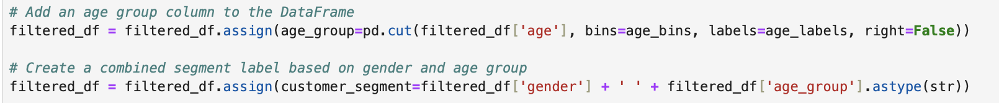 # Add an age group column to the DataFrame
filtered_df = filtered_df.assign(age_group=pd.cut(filtered_df['age'], bins=age_bins, labels=age_labels, right=False))
# Create a combined segment label based on gender and age group
filtered_df = filtered_df.assign(customer_segment=filtered_df['gender'] + ' ' + filtered_df['age_group'].astype(str))